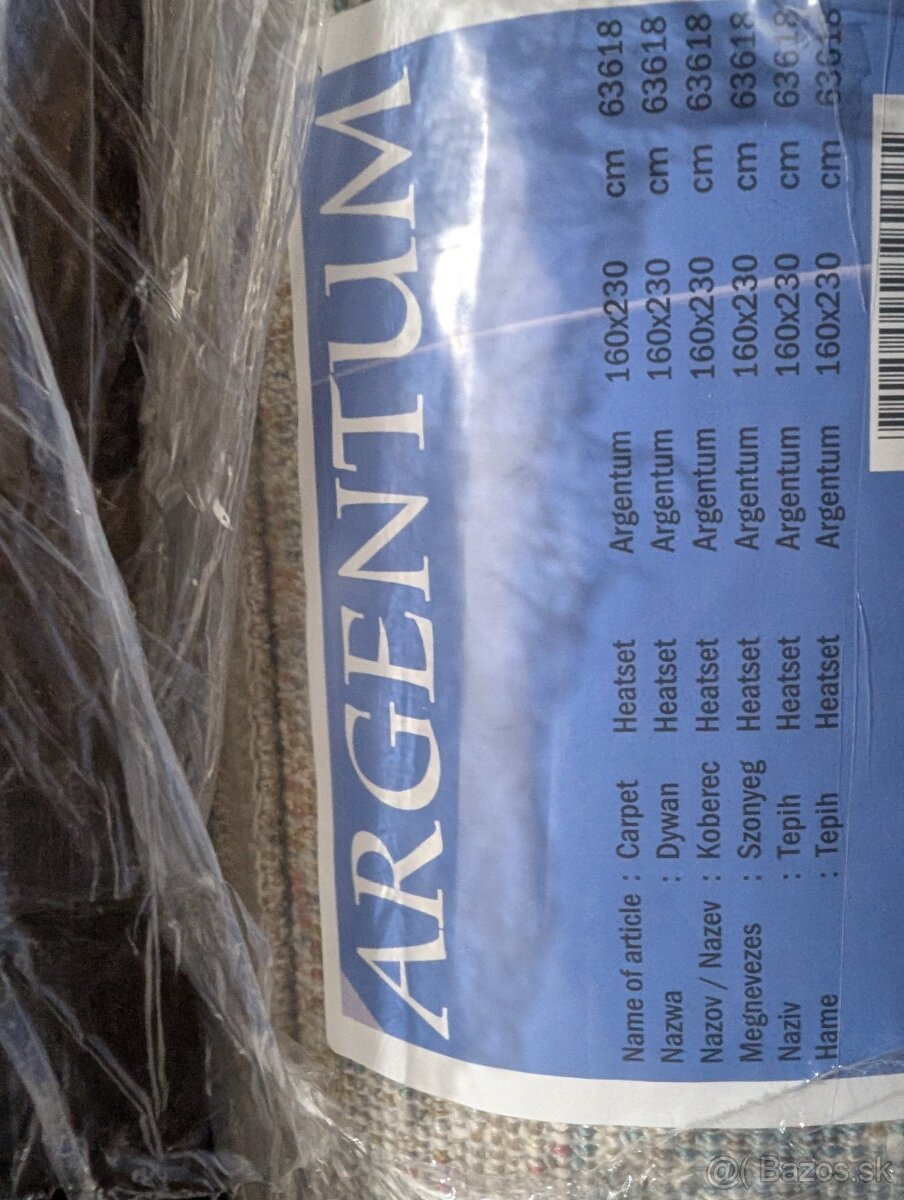 ARGENTUM
Name of article : Carpet Heatset Argentum 160x230 cm 63618
Nazwa : Dywan Heatset Argentum 160x230 cm 63618
Nazov / Nazev : Koberec Heatset Argentum 160x230 cm 63618
Megnevezes : Szonyeg Heatset Argentum 160x230 cm 63618
Naziv : Tepih Heatset Argentum 160x230 cm 63618
Hame : Tepih Heatset Argentum 160x230 cm 63618
@( Bazos.sk